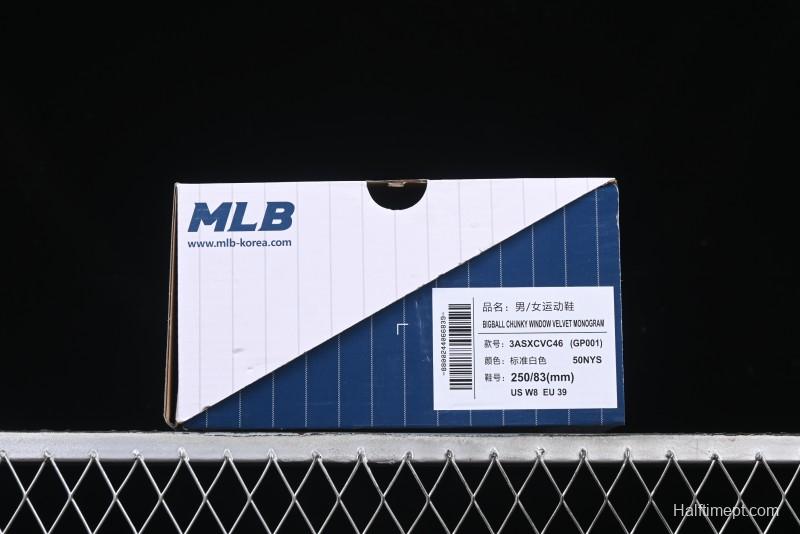 MLB
www.mlb-korea.com
品名：男/女运动鞋
BIGBALL CHUNKY WINDOW VELVET MONOGRAM
款号：3ASXCVC46 (GP001)
颜色：标准白色 50NYS
鞋号：250/83(mm)
US W8 EU 39
Halftimept.com